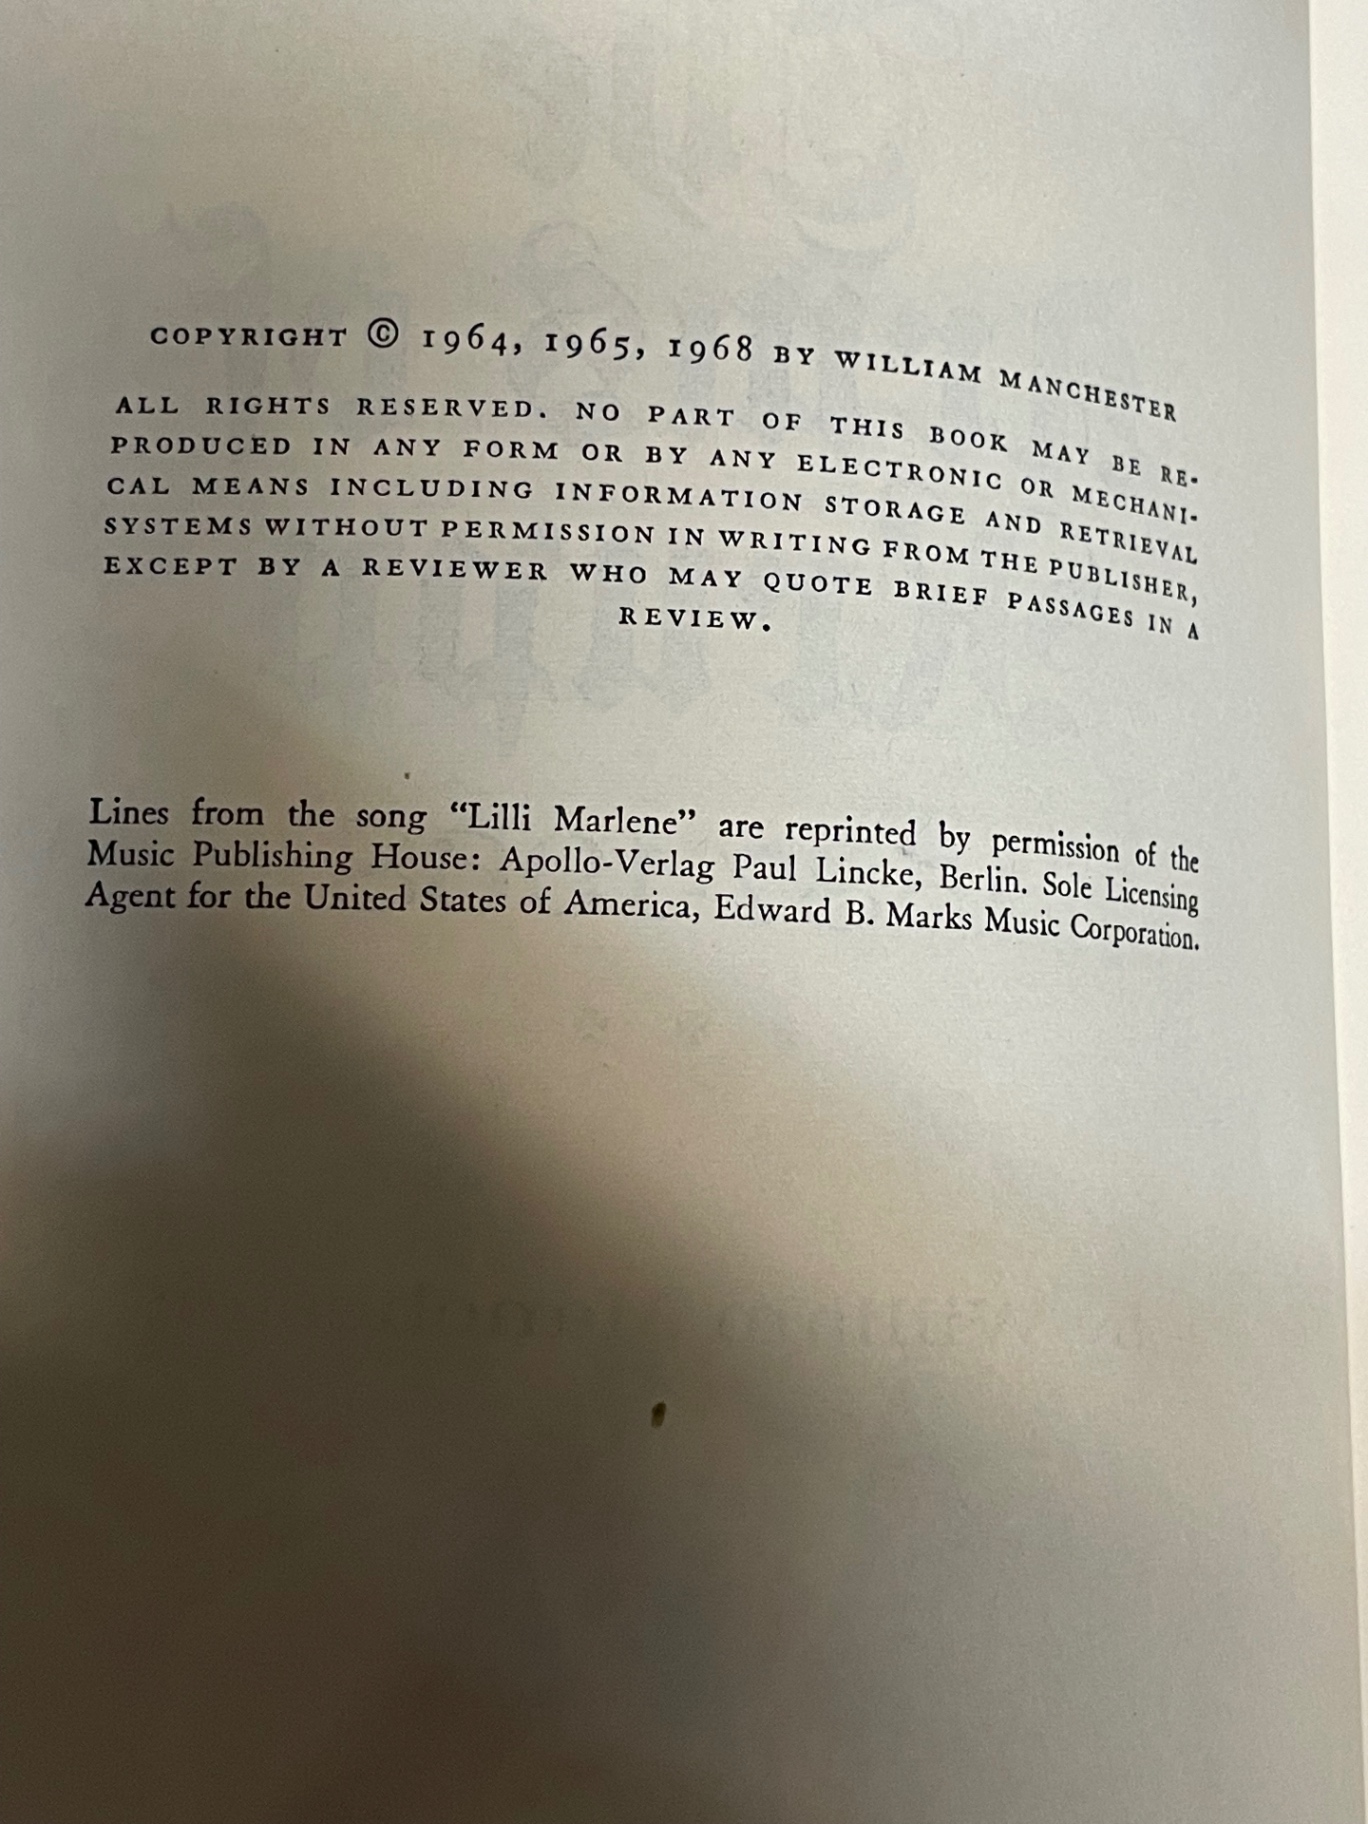 COPYRIGHT © 1964, 1965, 1968 BY WILLIAM MANCHESTER
ALL RIGHTS RESERVED. NO PART OF THIS BOOK MAY BE RE-
PRODUCED IN ANY FORM OR BY ANY ELECTRONIC OR MECHANI-
CAL MEANS INCLUDING INFORMATION STORAGE AND RETRIEVAL
SYSTEMS WITHOUT PERMISSION IN WRITING FROM THE PUBLISHER,
EXCEPT BY A REVIEWER WHO MAY QUOTE BRIEF PASSAGES IN A
REVIEW.
Lines from the song “Lilli Marlene” are reprinted by permission of the
Music Publishing House: Apollo-Verlag Paul Lincke, Berlin. Sole Licensing
Agent for the United States of America, Edward B. Marks Music Corporation.